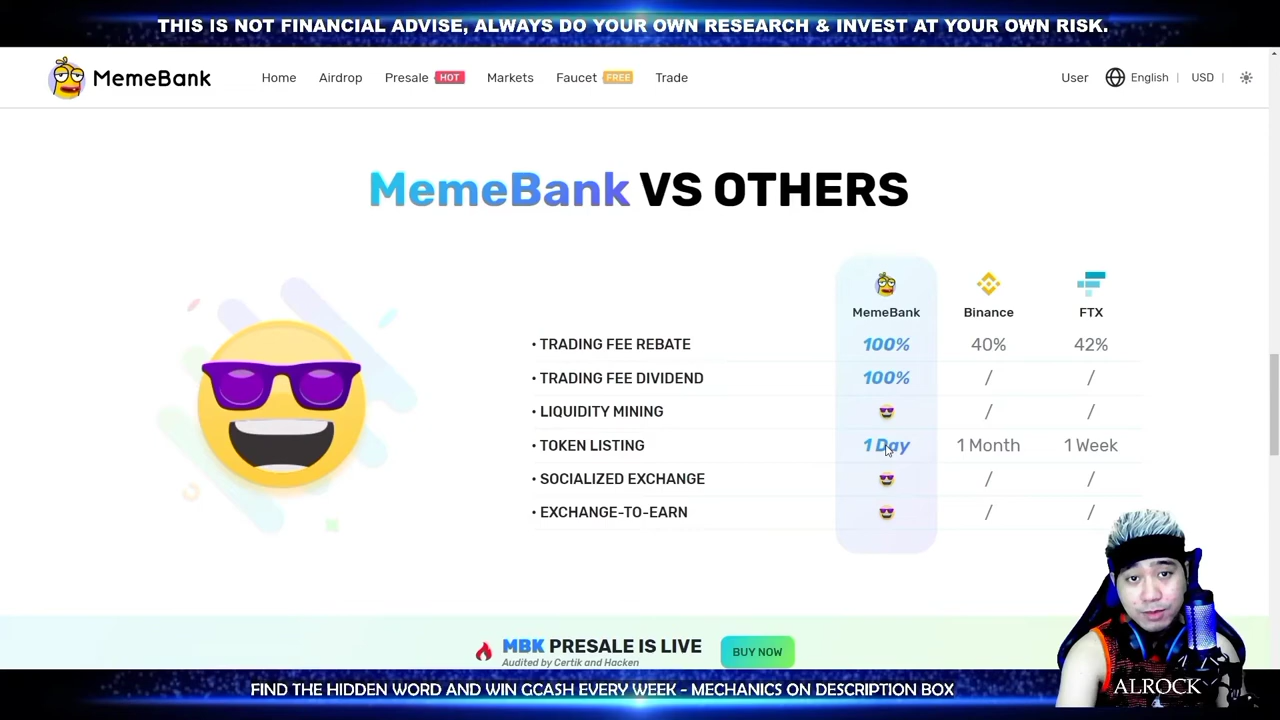 THIS IS NOT FINANCIAL ADVISE, ALWAYS DO YOUR OWN RESEARCH & INVEST AT YOUR OWN RISK.
MemeBank Home Airdrop Presale HOT Markets Faucet FREE Trade User English | USD |
MemeBank VS OTHERS
MemeBank Binance FTX
• TRADING FEE REBATE 100% 40% 42%
• TRADING FEE DIVIDEND 100% / /
• LIQUIDITY MINING / /
• TOKEN LISTING 1 Day 1 Month 1 Week
• SOCIALIZED EXCHANGE / /
• EXCHANGE-TO-EARN / /
MBK PRESALE IS LIVE
Audited by Certik and Hacken
BUY NOW
ALROCK
FIND THE HIDDEN WORD AND WIN GCASH EVERY WEEK - MECHANICS ON DESCRIPTION BOX